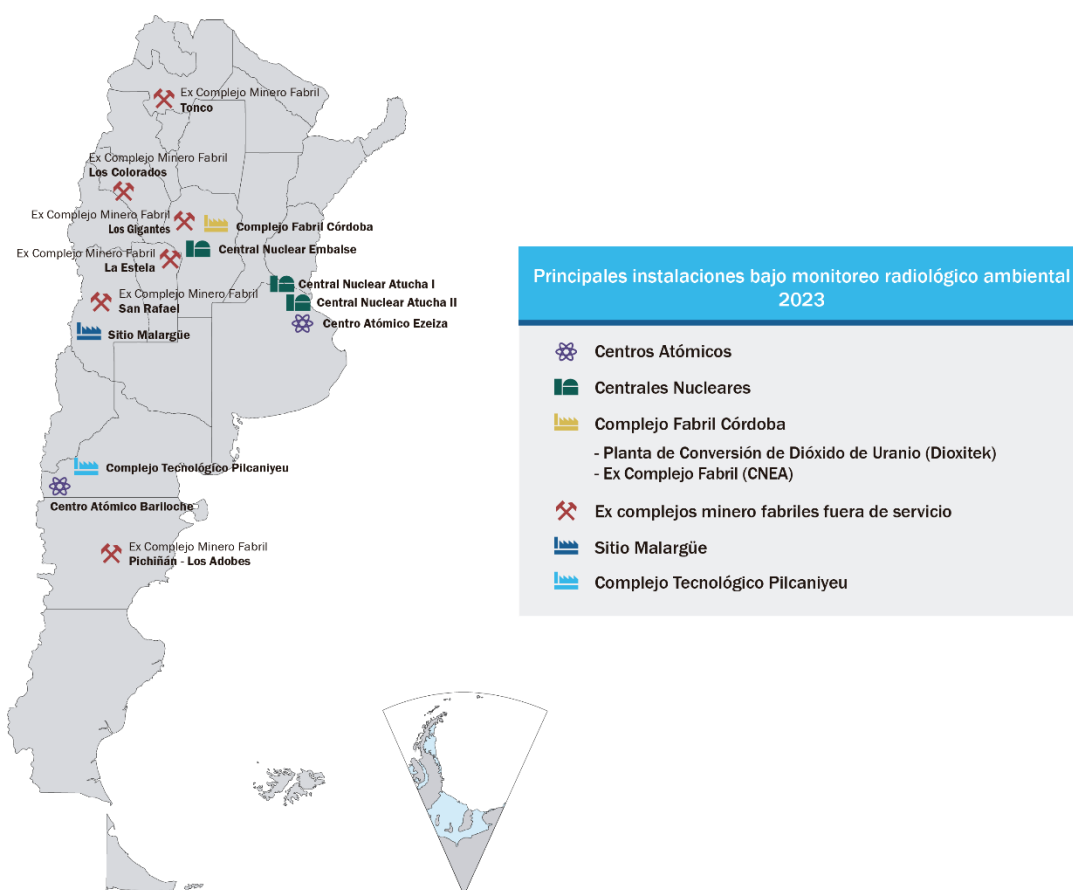 Ex Complejo Minero Fabril
Tonco
Ex Complejo Minero Fabril
Los Colorados
Ex Complejo Minero Fabril
Los Gigantes
Complejo Fabril Córdoba
Central Nuclear Embalse
Ex Complejo Minero Fabril
La Estela
Central Nuclear Atucha I
Central Nuclear Atucha II
Ex Complejo Minero Fabril
San Rafael
Centro Atómico Ezeiza
Sitio Malargüe
Complejo Tecnológico Pilcaniyeu
Centro Atómico Bariloche
Ex Complejo Minero Fabril
Pichiñán - Los Adobes
Principales instalaciones bajo monitoreo radiológico ambiental
2023
Centros Atómicos
Centrales Nucleares
Complejo Fabril Córdoba
- Planta de Conversión de Dióxido de Uranio (Dioxitek)
- Ex Complejo Fabril (CNEA)
Ex complejos minero fabriles fuera de servicio
Sitio Malargüe
Complejo Tecnológico Pilcaniyeu